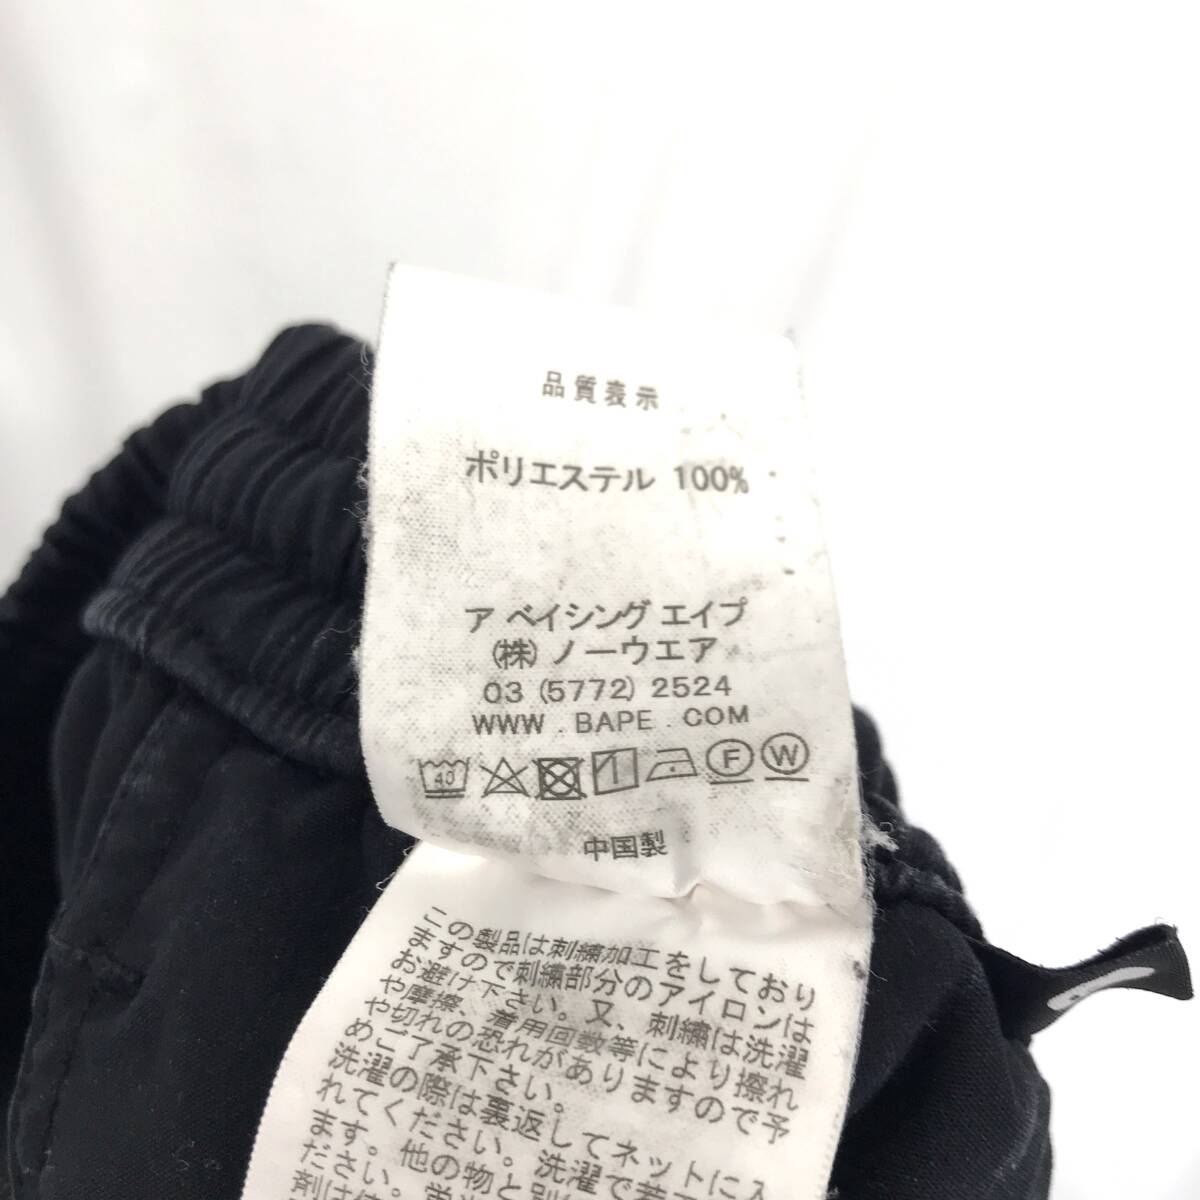 品質表示
ポリエステル 100%
ア ベイシング エイプ
(株) ノーウエア
03 (5772) 2524
WWW . BAPE . COM
40 F W
中国製
この製品は刺繍加工をしており
ますので刺繍部分のアイロンは
お避け下さい。又、刺繍は洗濯
や摩擦、着用回数等により擦れ
や切れの恐れがありますので予
めご了承下さい。
洗濯の際は裏返してネットに入
れてください。洗濯で若
ます。他の物と別
ださい。
剤は使